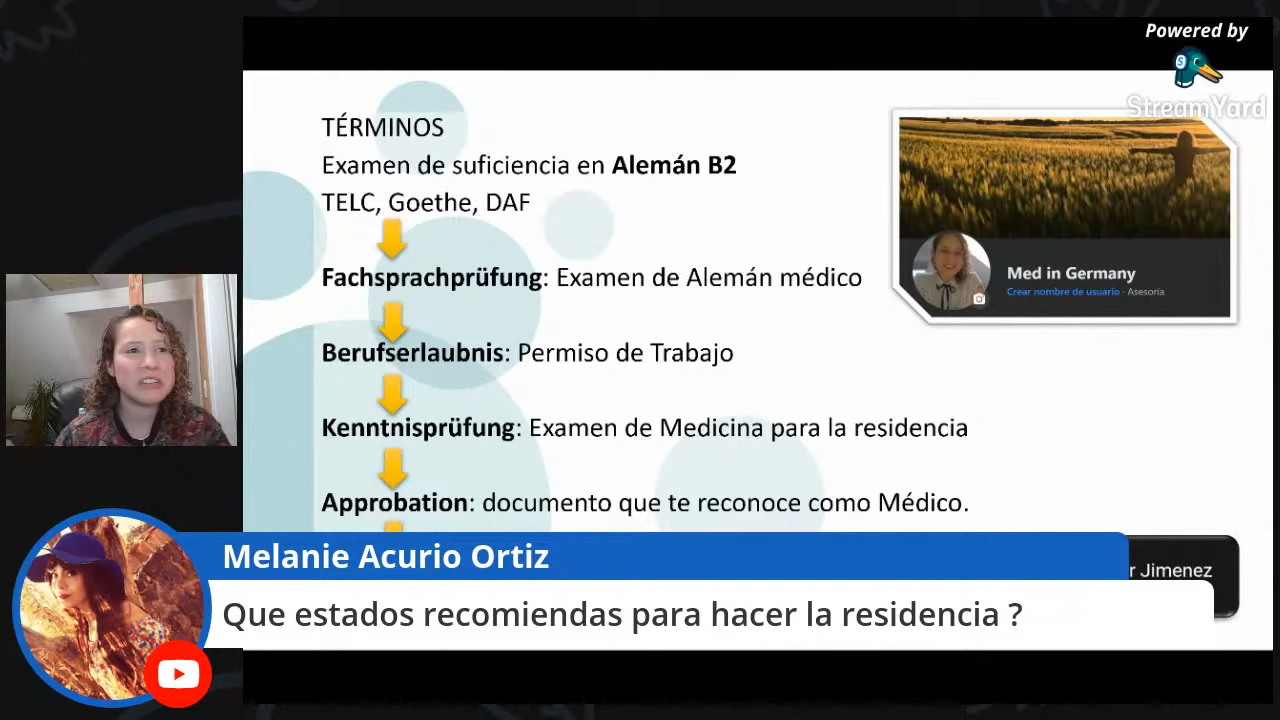 Powered by
StreamYard
TÉRMINOS
Examen de suficiencia en Alemán B2
TELC, Goethe, DAF
Fachsprachprüfung: Examen de Alemán médico
Berufserlaubnis: Permiso de Trabajo
Kenntnisprüfung: Examen de Medicina para la residencia
Approbation: documento que te reconoce como Médico.
Med in Germany
Crear nombre de usuario · Asesoría
r Jimenez
Melanie Acurio Ortiz
Que estados recomiendas para hacer la residencia ?